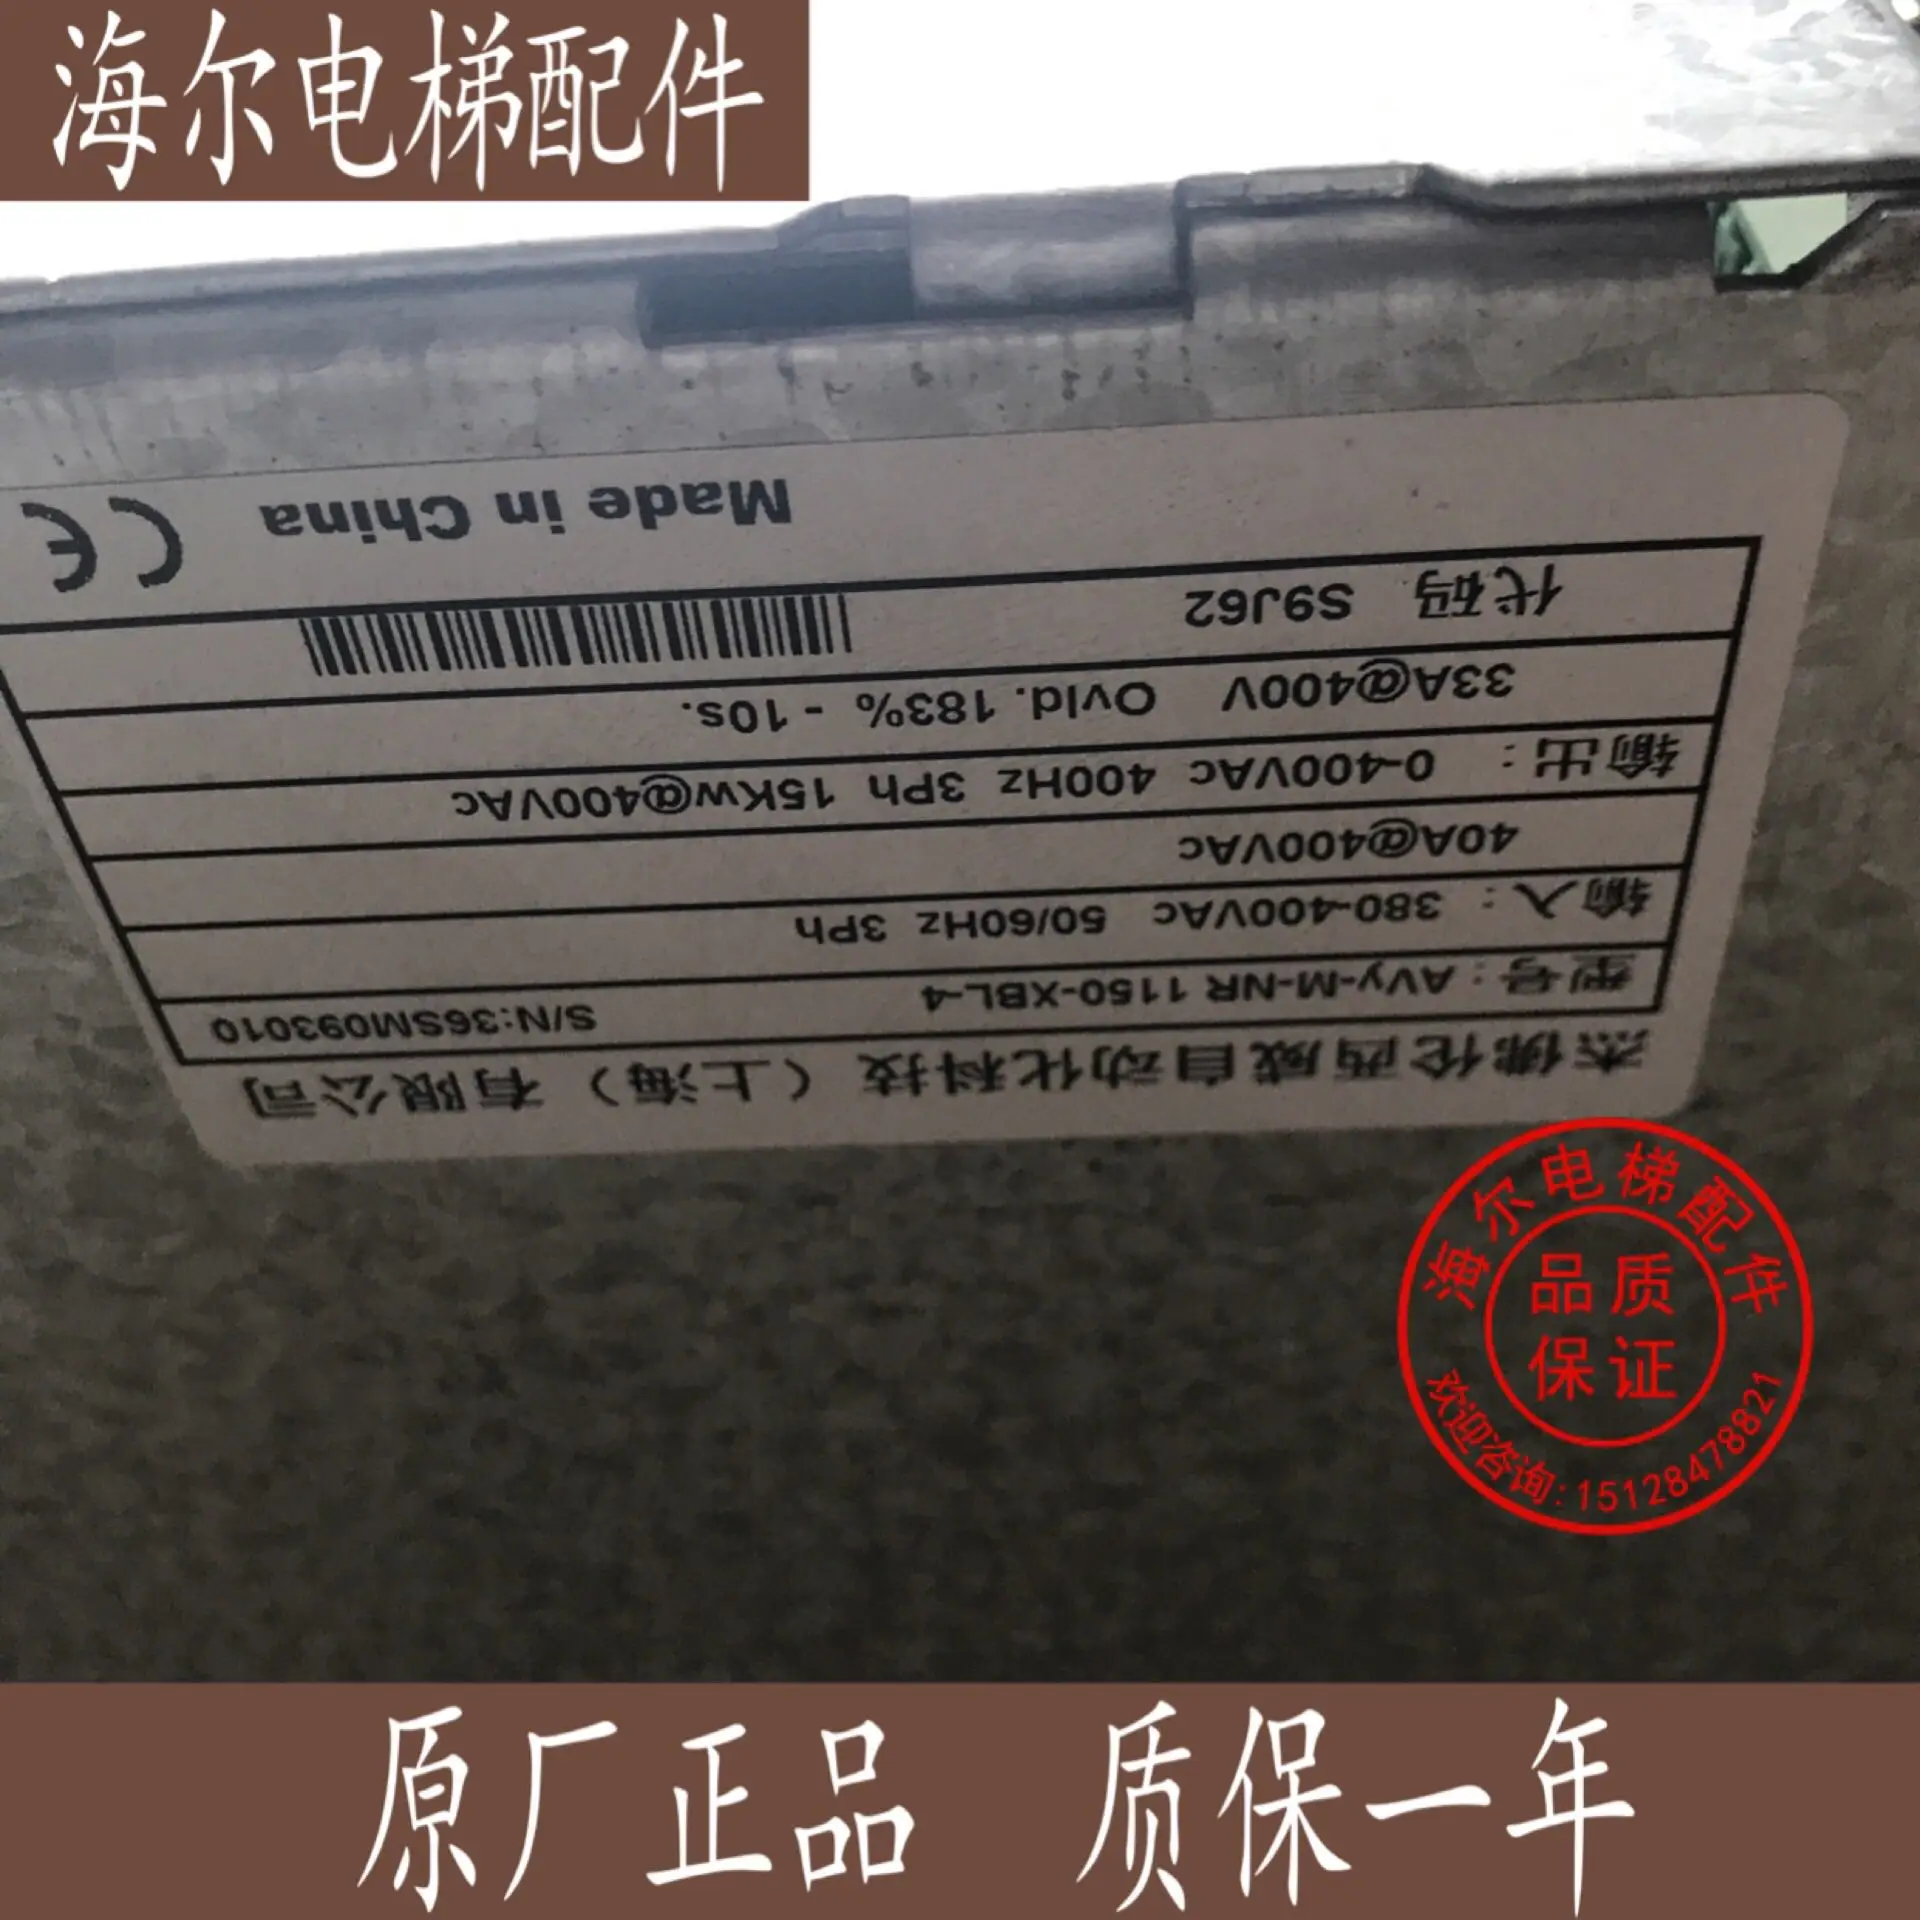 海尔电梯配件
杰佛伦西威自动化科技（上海）有限公司
型号：AVy-M-NR 1150-XBL-4 S/N:36SM093010
输入：380-400VAc 50/60Hz 3Ph
40A@400VAc
输出：0-400VAc 400Hz 3Ph 15Kw@400VAc
33A@400V Ovld. 183% - 10s.
代码 S9J62
Made in China CE
海尔电梯配件
品质
保证
欢迎咨询:15128478821
原厂正品 质保一年